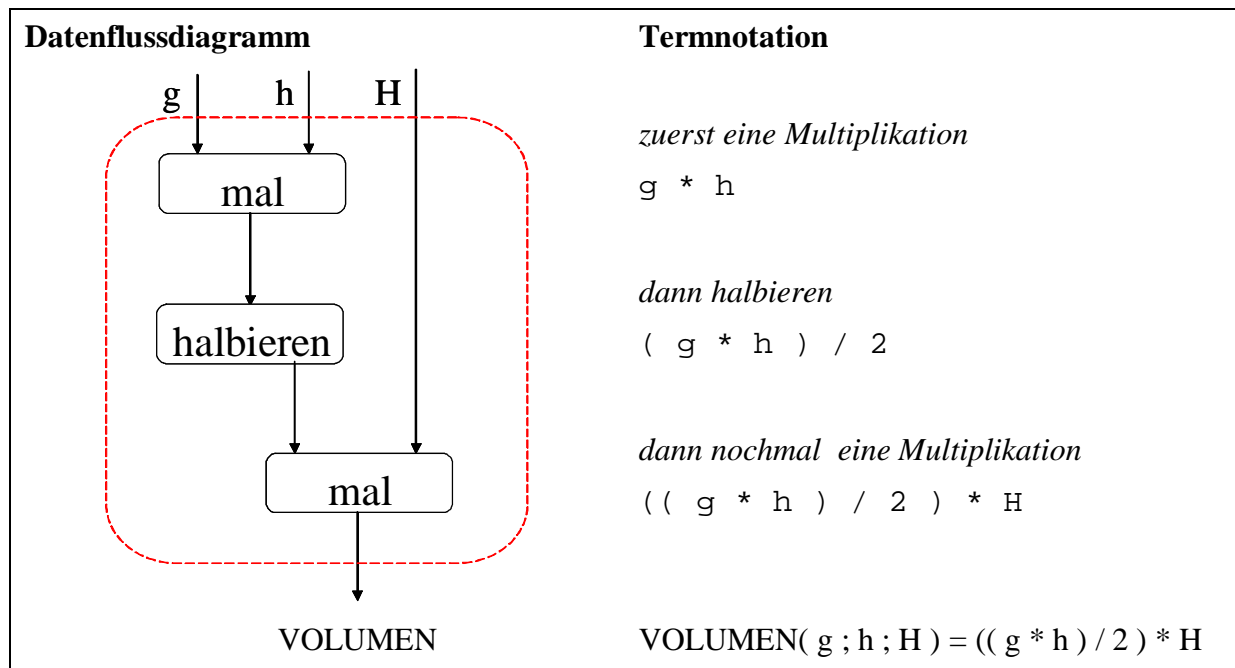 Datenflussdiagramm
g h H
mal
halbieren
mal
VOLUMEN
Termnotation
zuerst eine Multiplikation
g * h
dann halbieren
( g * h ) / 2
dann nochmal eine Multiplikation
(( g * h ) / 2 ) * H
VOLUMEN( g ; h ; H ) = (( g * h ) / 2 ) * H